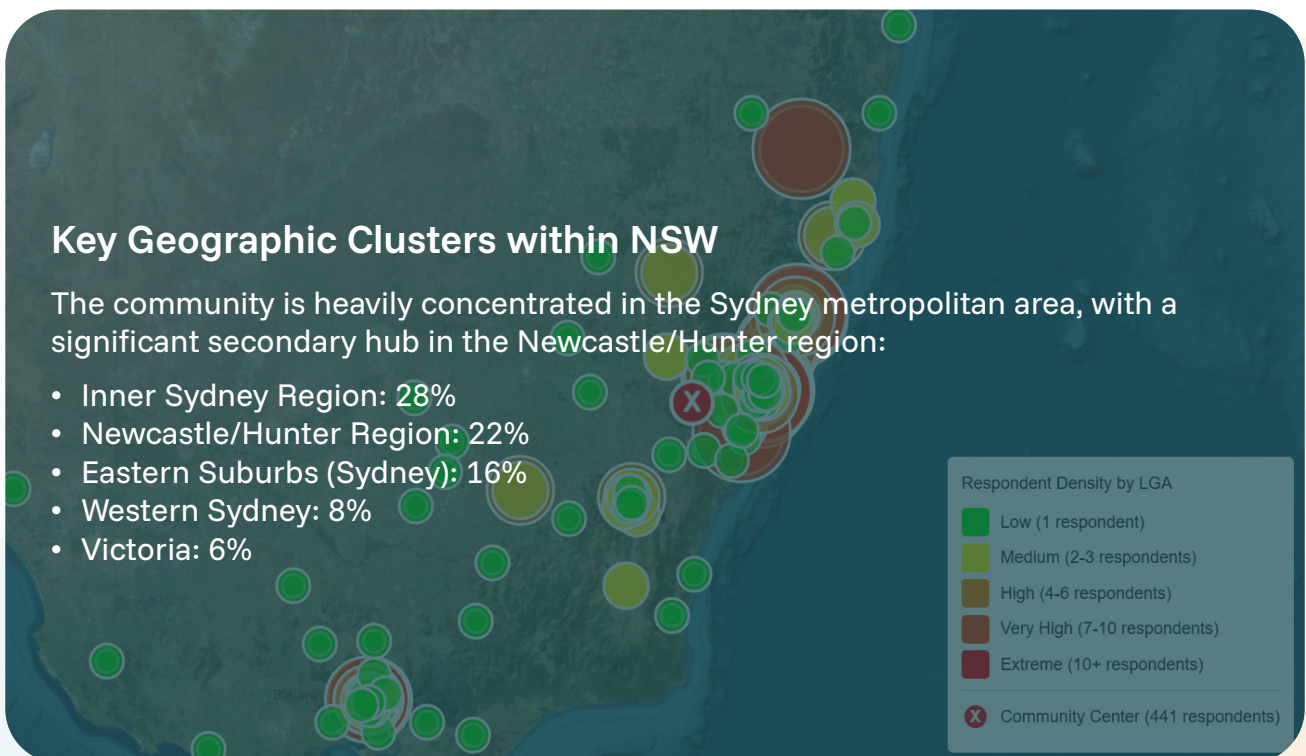 Key Geographic Clusters within NSW
The community is heavily concentrated in the Sydney metropolitan area, with a
significant secondary hub in the Newcastle/Hunter region:
• Inner Sydney Region: 28%
• Newcastle/Hunter Region: 22%
• Eastern Suburbs (Sydney): 16%
• Western Sydney: 8%
• Victoria: 6%
X
Ballarat
Respondent Density by LGA
Low (1 respondent)
Medium (2-3 respondents)
High (4-6 respondents)
Very High (7-10 respondents)
Extreme (10+ respondents)
X Community Center (441 respondents)